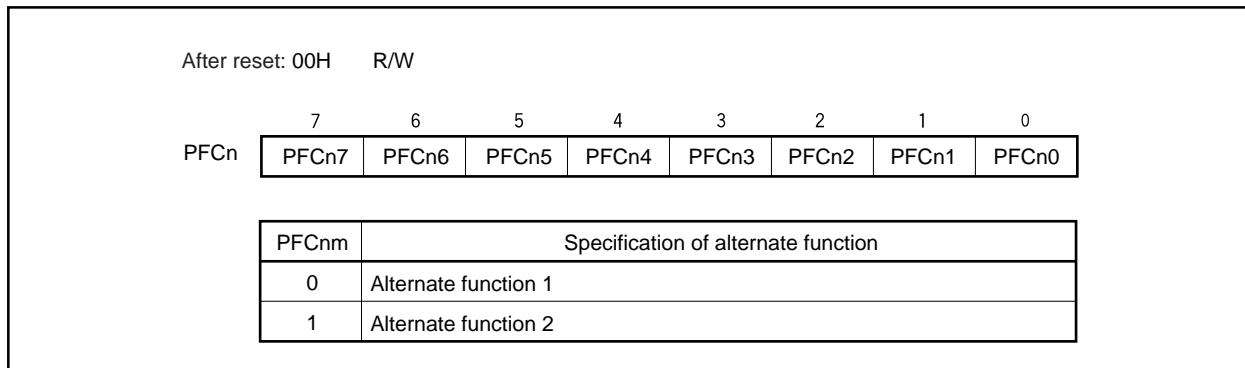 After reset: 00H R/W
7 6 5 4 3 2 1 0
PFCn PFCn7 PFCn6 PFCn5 PFCn4 PFCn3 PFCn2 PFCn1 PFCn0
PFCnm Specification of alternate function
0 Alternate function 1
1 Alternate function 2